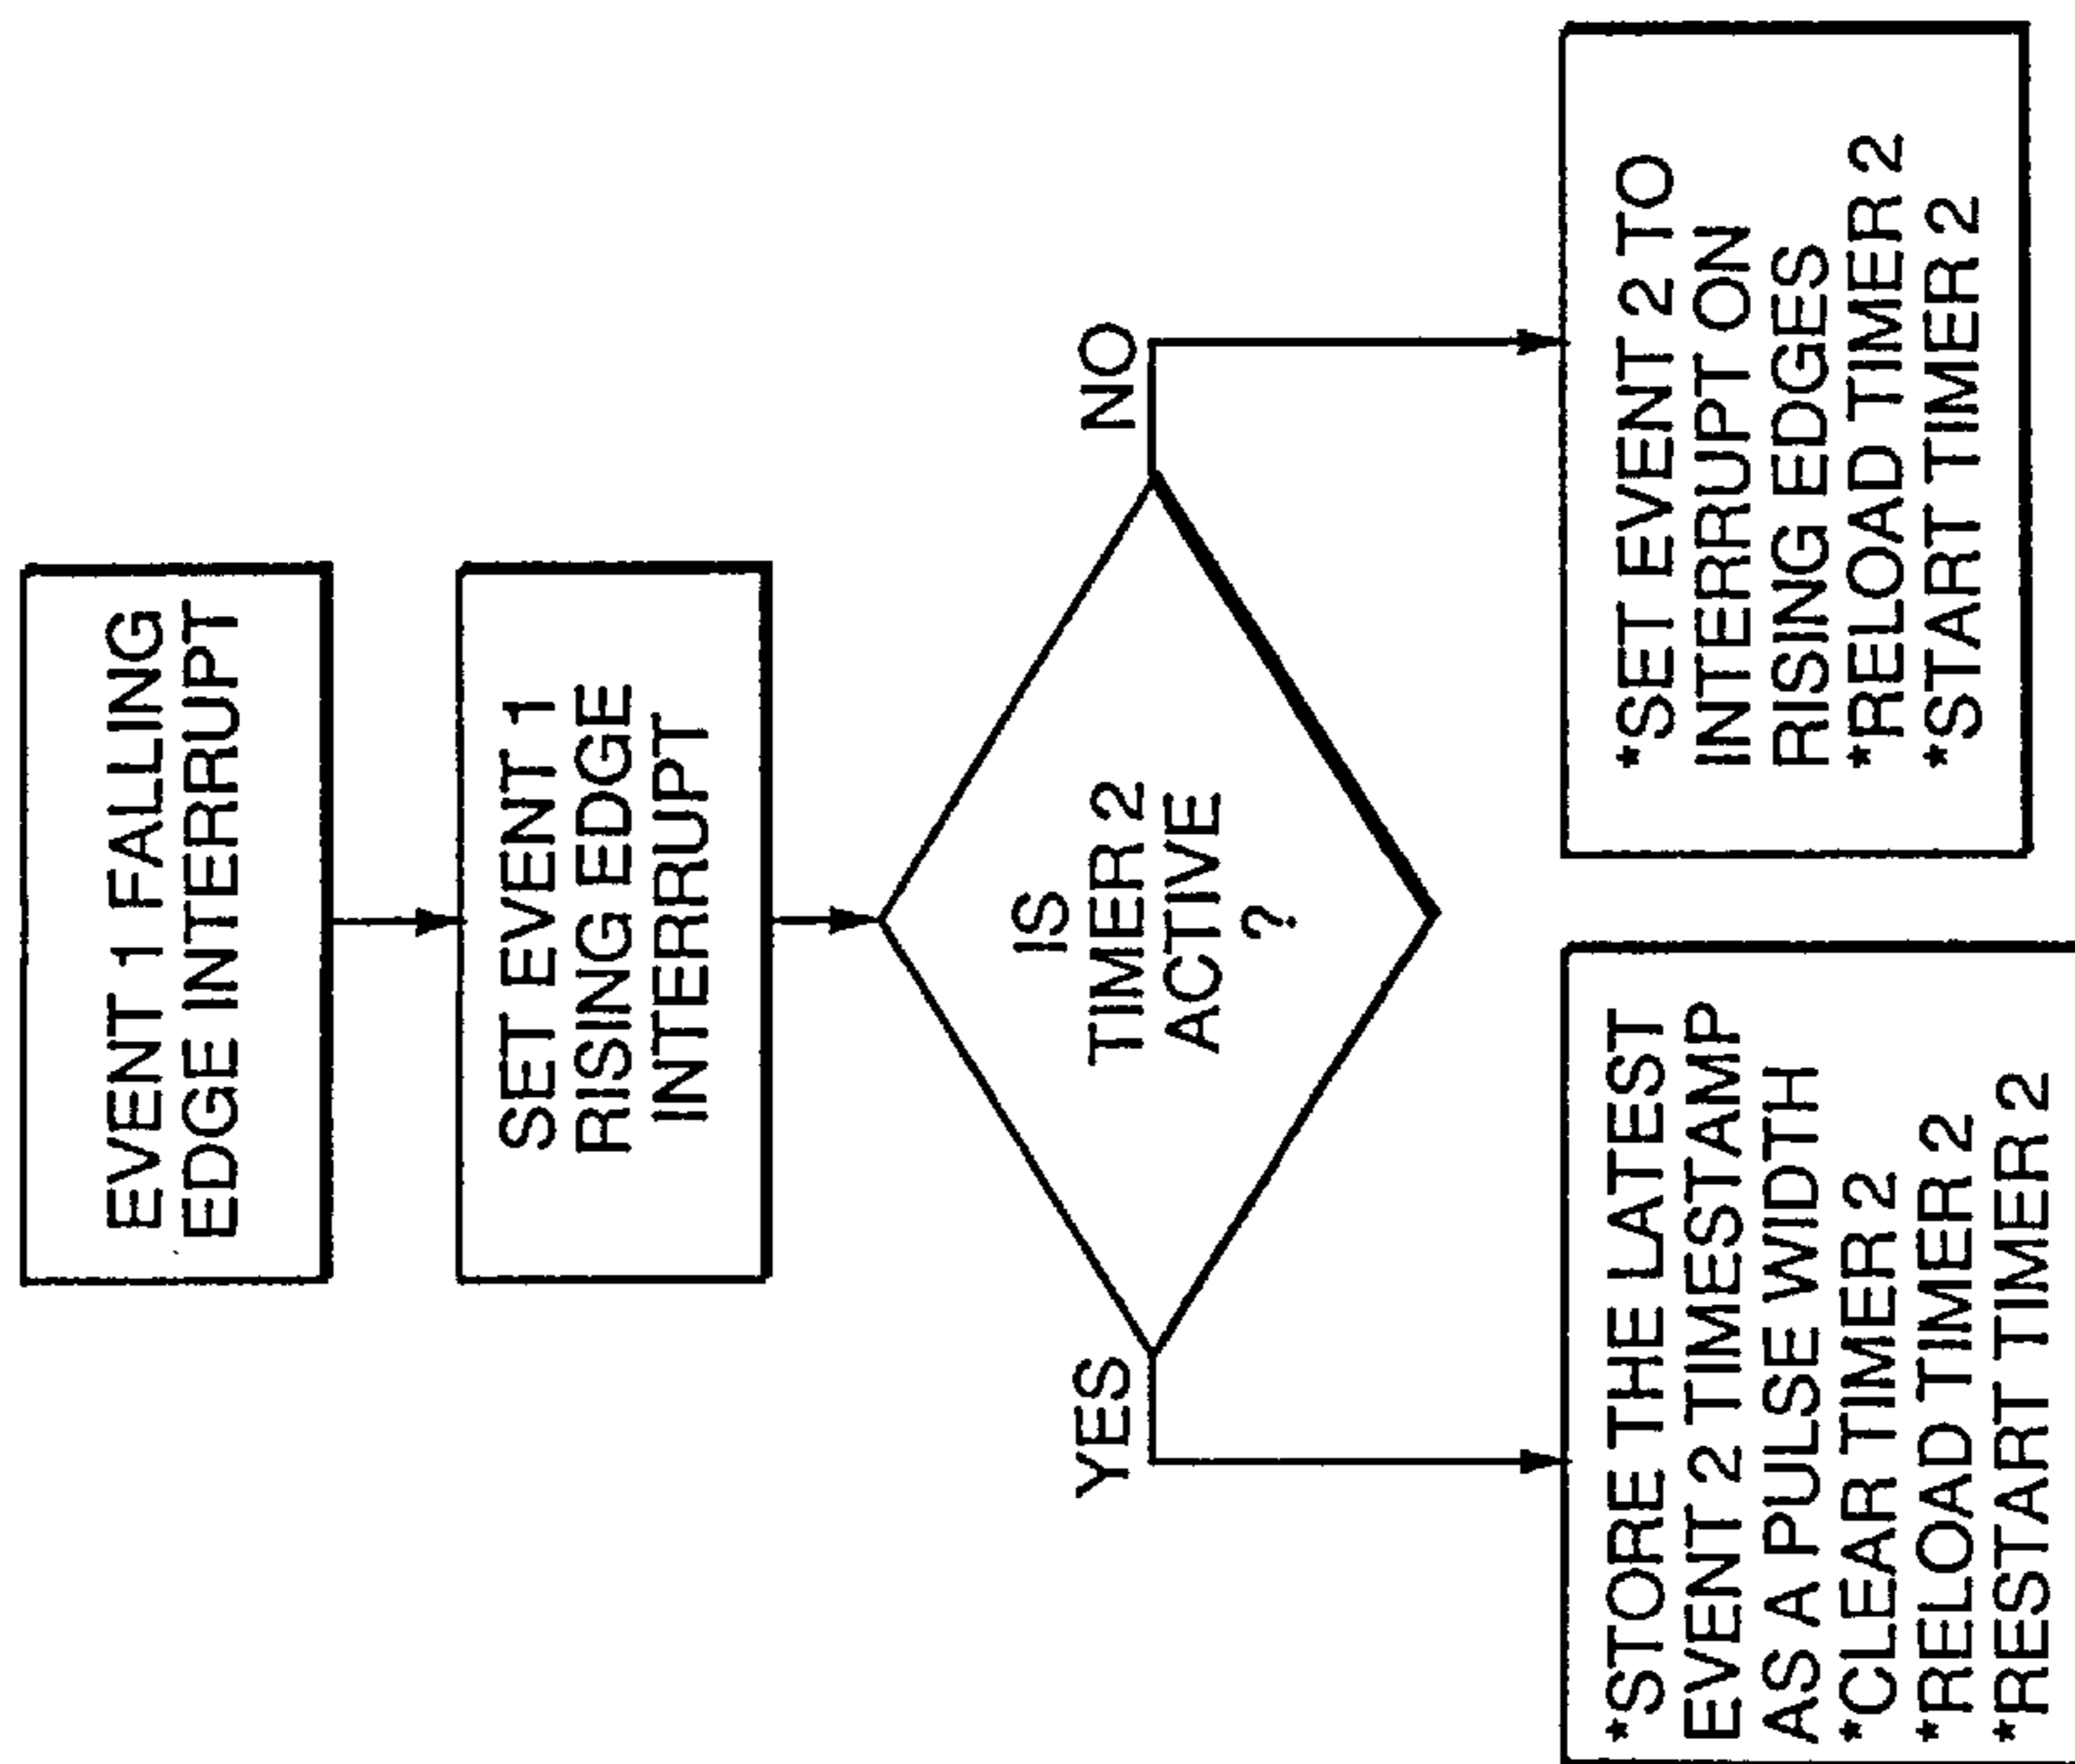 EVENT 1 FALLING
EDGE INTERRUPT
SET EVENT 1
RISING EDGE
INTERRUPT
IS
TIMER 2
ACTIVE
?
YES
NO
*STORE THE LATEST
EVENT 2 TIMESTAMP
AS A PULSE WIDTH
*CLEAR TIMER 2
*RELOAD TIMER 2
*RESTART TIMER 2
*SET EVENT 2 TO
INTERRUPT ON
RISING EDGES
*RELOAD TIMER 2
*START TIMER 2